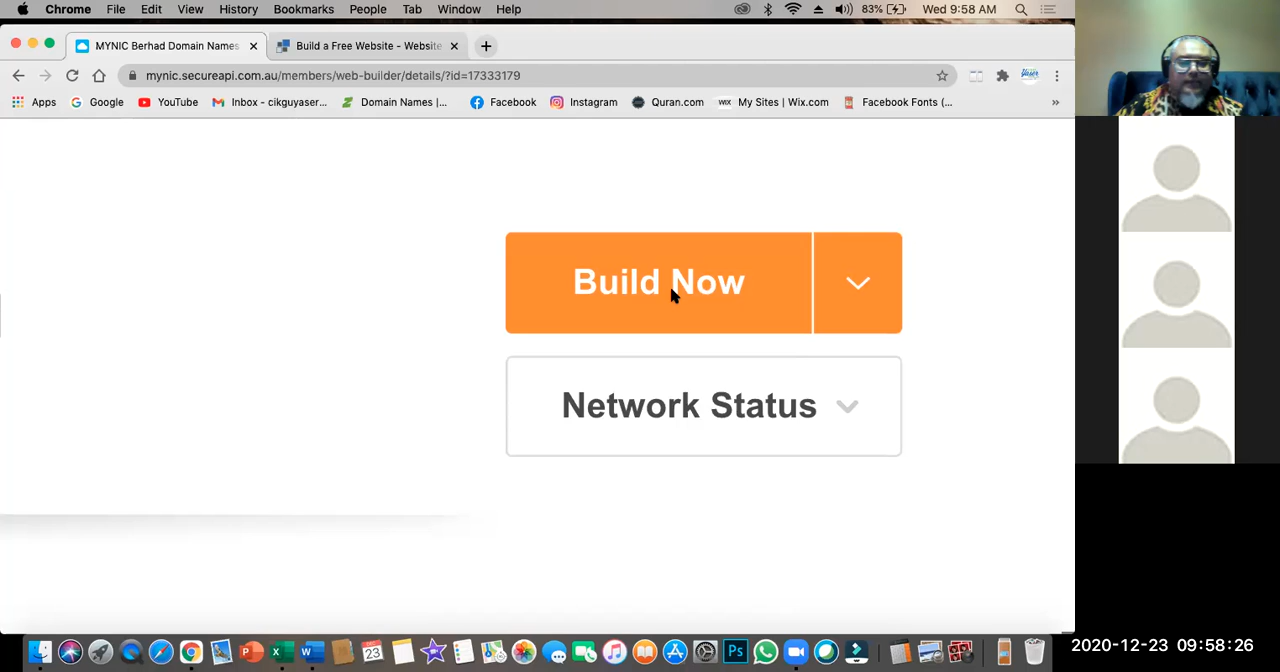 Chrome File Edit View History Bookmarks People Tab Window Help 83% Wed 9:58 AM
MYNIC Berhad Domain Names Build a Free Website - Website
mynic.secureapi.com.au/members/web-builder/details/?id=17333179
Apps Google YouTube Inbox - cikguyaser... Domain Names |... Facebook Instagram Quran.com WIX My Sites | Wix.com Facebook Fonts (... »
Build Now
Network Status
23
Ps
2020-12-23 09:58:26